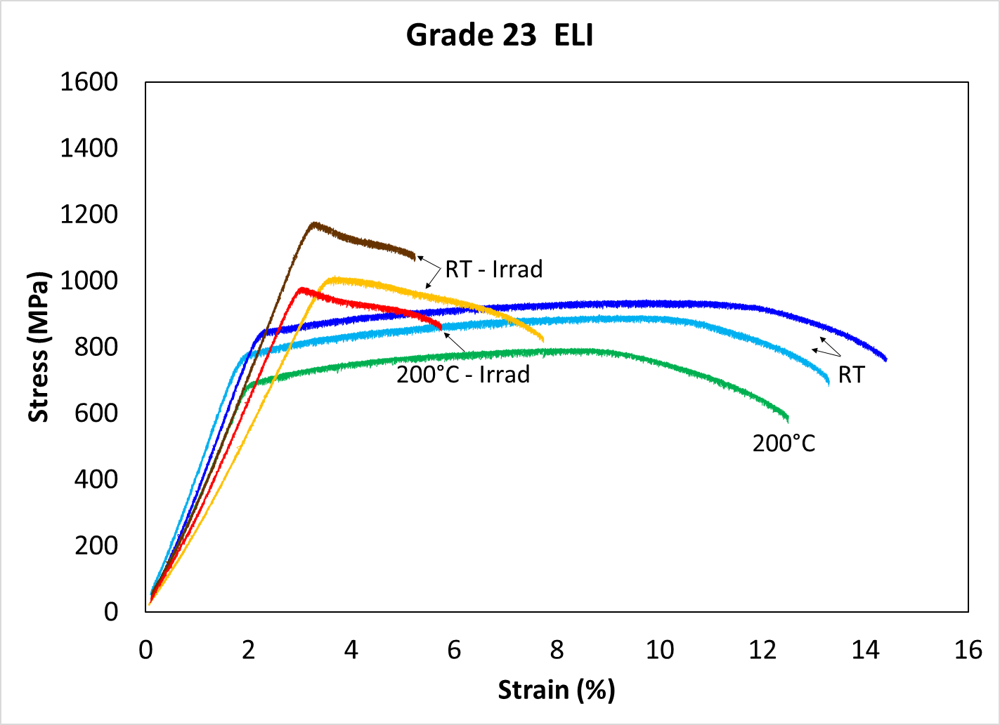 Grade 23 ELI
1600
1400
1200
1000
800
600
400
200
0
Stress (MPa)
RT - Irrad
200°C - Irrad
RT
200°C
0 2 4 6 8 10 12 14 16
Strain (%)